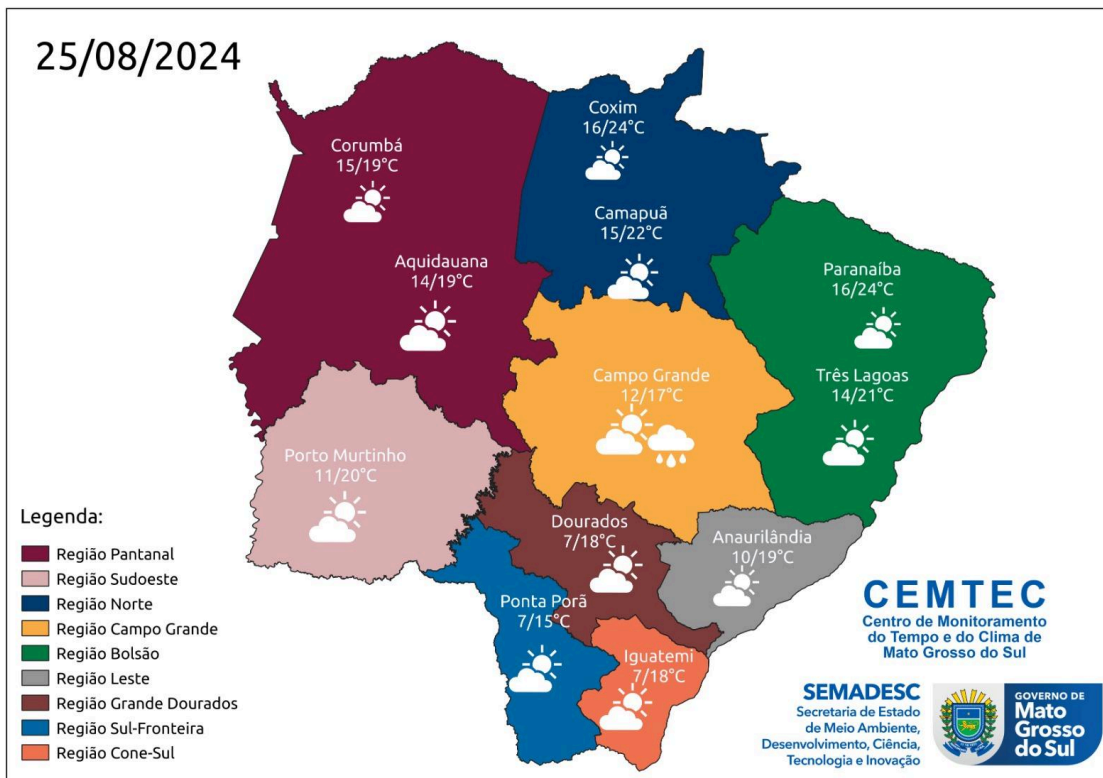 25/08/2024
Coxim
16/24°C
Corumbá
15/19°C
Camapuã
15/22°C
Aquidauana
14/19°C
Paranaíba
16/24°C
Campo Grande
12/17°C
Três Lagoas
14/21°C
Porto Murtinho
11/20°C
Dourados
7/18°C
Anaurilândia
10/19°C
Ponta Porã
7/15°C
Iguatemi
7/18°C
Legenda:
Região Pantanal
Região Sudoeste
Região Norte
Região Campo Grande
Região Bolsão
Região Leste
Região Grande Dourados
Região Sul-Fronteira
Região Cone-Sul
CEMTEC
Centro de Monitoramento
do Tempo e do Clima de
Mato Grosso do Sul
SEMADESC
Secretaria de Estado
de Meio Ambiente,
Desenvolvimento, Ciência,
Tecnologia e Inovação
GOVERNO DE
Mato
Grosso
do Sul